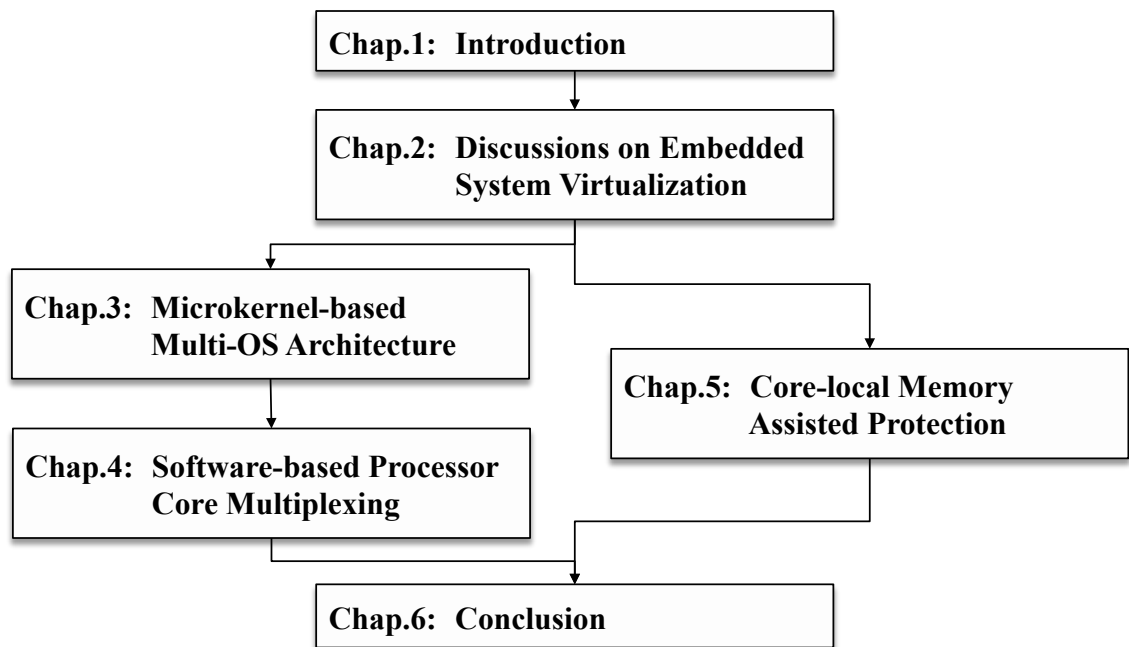 Chap.1: Introduction
Chap.2: Discussions on Embedded
System Virtualization
Chap.3: Microkernel-based
Multi-OS Architecture
Chap.4: Software-based Processor
Core Multiplexing
Chap.5: Core-local Memory
Assisted Protection
Chap.6: Conclusion